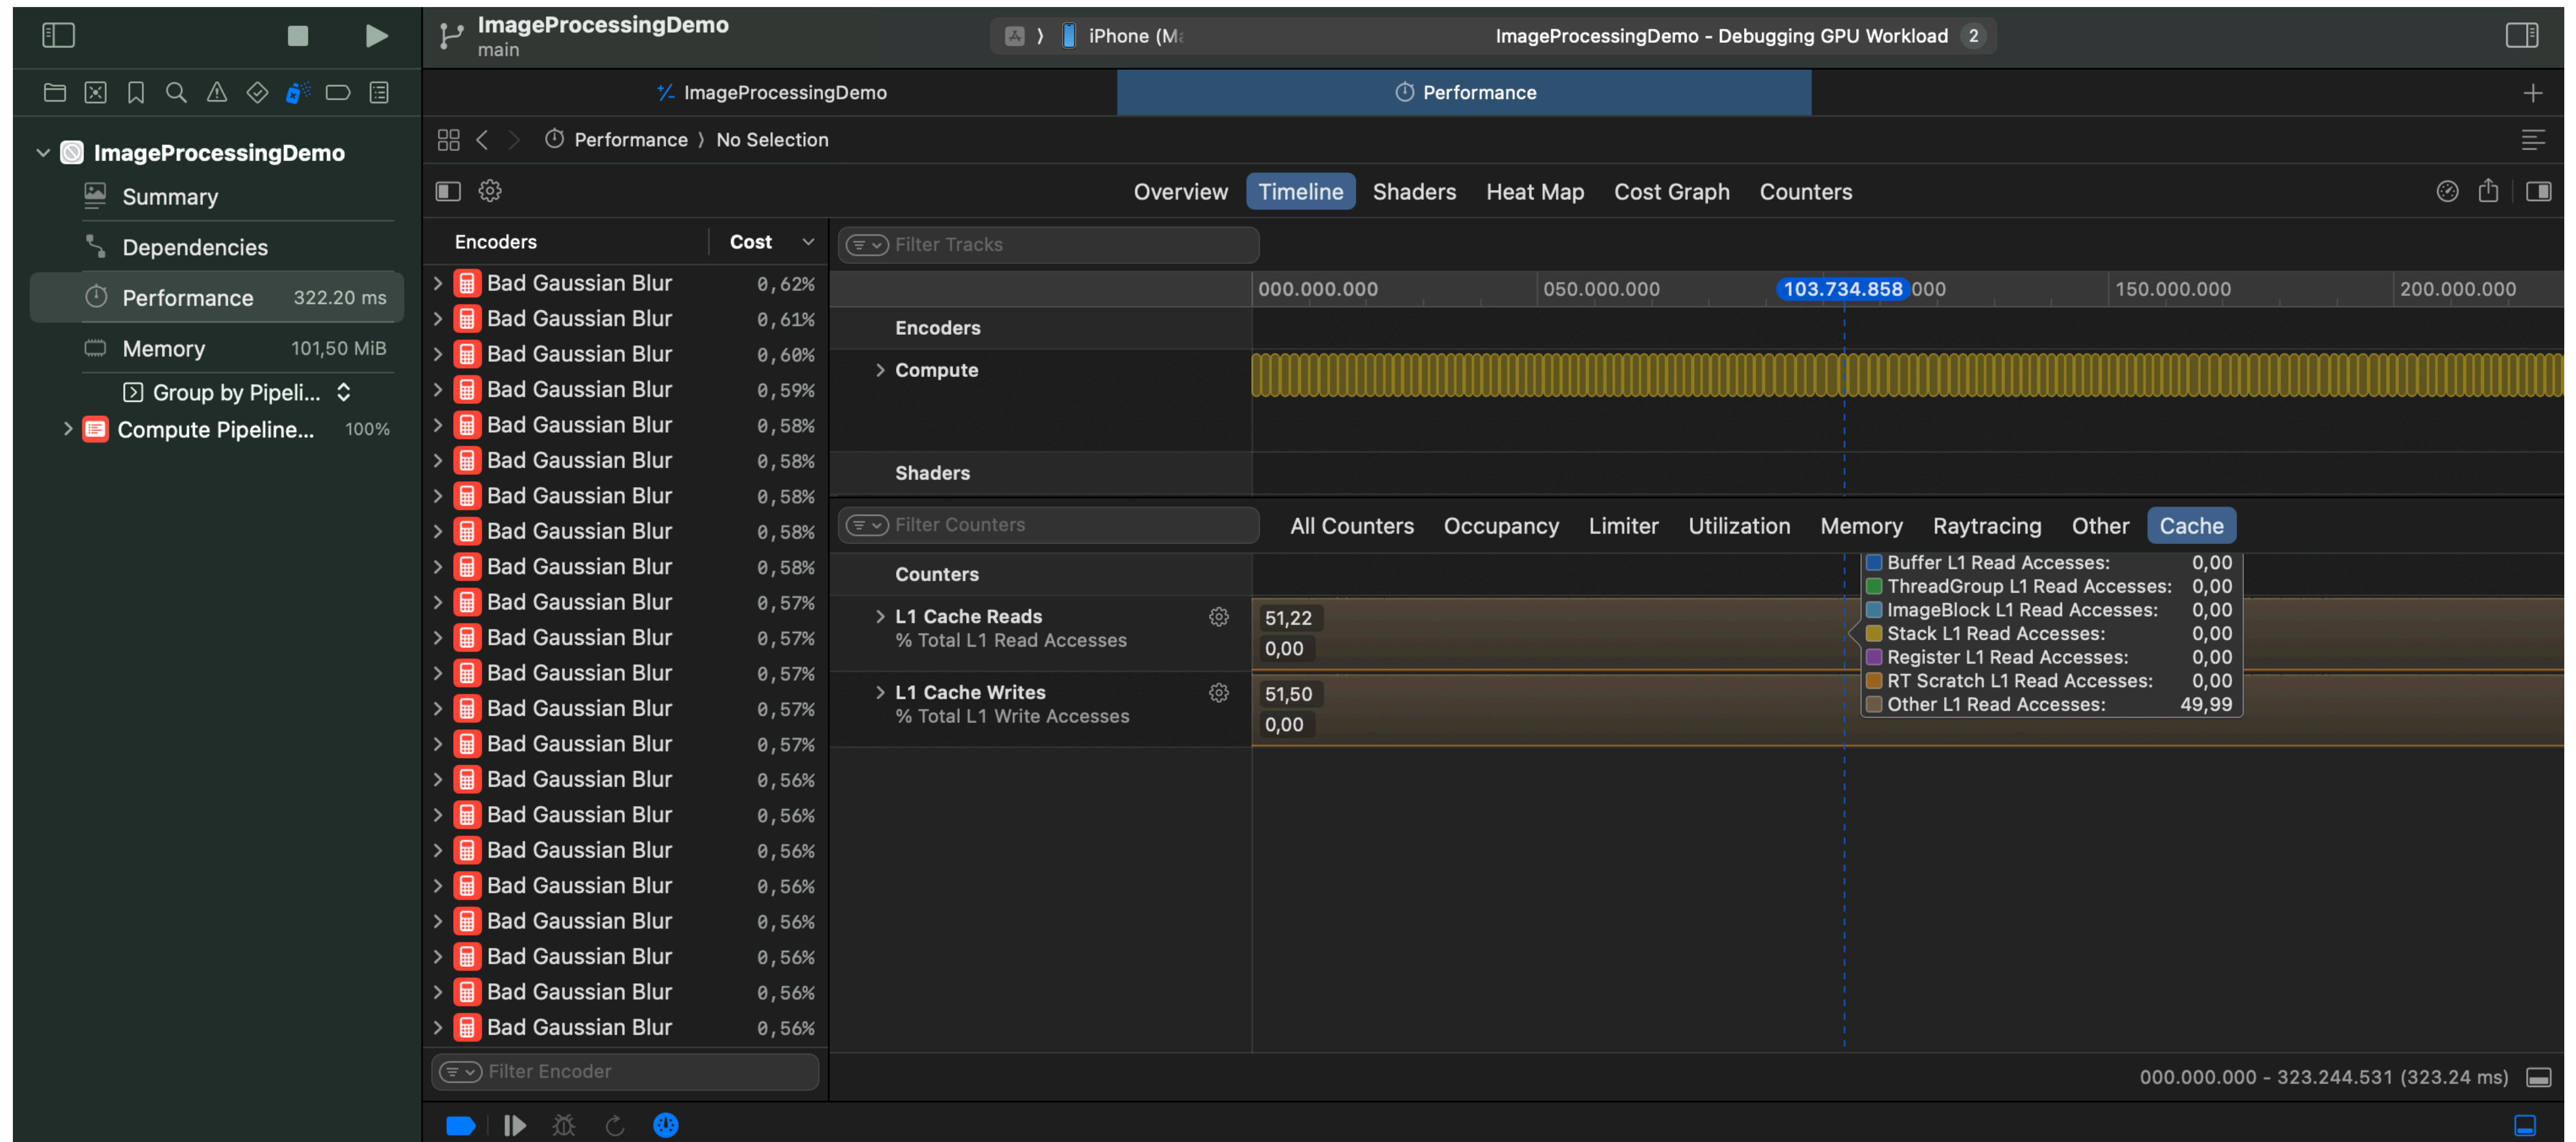 ImageProcessingDemo
main
iPhone (Ma
ImageProcessingDemo - Debugging GPU Workload 2
ImageProcessingDemo
Performance
Performance No Selection
ImageProcessingDemo
Summary
Dependencies
Performance 322.20 ms
Memory 101,50 MiB
Group by Pipeli...
Compute Pipeline... 100%
Overview Timeline Shaders Heat Map Cost Graph Counters
Encoders Cost
Bad Gaussian Blur 0,62%
Bad Gaussian Blur 0,61%
Bad Gaussian Blur 0,60%
Bad Gaussian Blur 0,59%
Bad Gaussian Blur 0,58%
Bad Gaussian Blur 0,58%
Bad Gaussian Blur 0,58%
Bad Gaussian Blur 0,58%
Bad Gaussian Blur 0,58%
Bad Gaussian Blur 0,57%
Bad Gaussian Blur 0,57%
Bad Gaussian Blur 0,57%
Bad Gaussian Blur 0,57%
Bad Gaussian Blur 0,57%
Bad Gaussian Blur 0,56%
Bad Gaussian Blur 0,56%
Bad Gaussian Blur 0,56%
Bad Gaussian Blur 0,56%
Bad Gaussian Blur 0,56%
Bad Gaussian Blur 0,56%
Bad Gaussian Blur 0,56%
Bad Gaussian Blur 0,56%
Filter Encoder
Filter Tracks
000.000.000 050.000.000 103.734.858 000 150.000.000 200.000.000
Encoders
Compute
Shaders
Filter Counters
All Counters Occupancy Limiter Utilization Memory Raytracing Other Cache
Counters
L1 Cache Reads
% Total L1 Read Accesses
51,22
0,00
L1 Cache Writes
% Total L1 Write Accesses
51,50
0,00
Buffer L1 Read Accesses: 0,00
ThreadGroup L1 Read Accesses: 0,00
ImageBlock L1 Read Accesses: 0,00
Stack L1 Read Accesses: 0,00
Register L1 Read Accesses: 0,00
RT Scratch L1 Read Accesses: 0,00
Other L1 Read Accesses: 49,99
000.000.000 - 323.244.531 (323.24 ms)